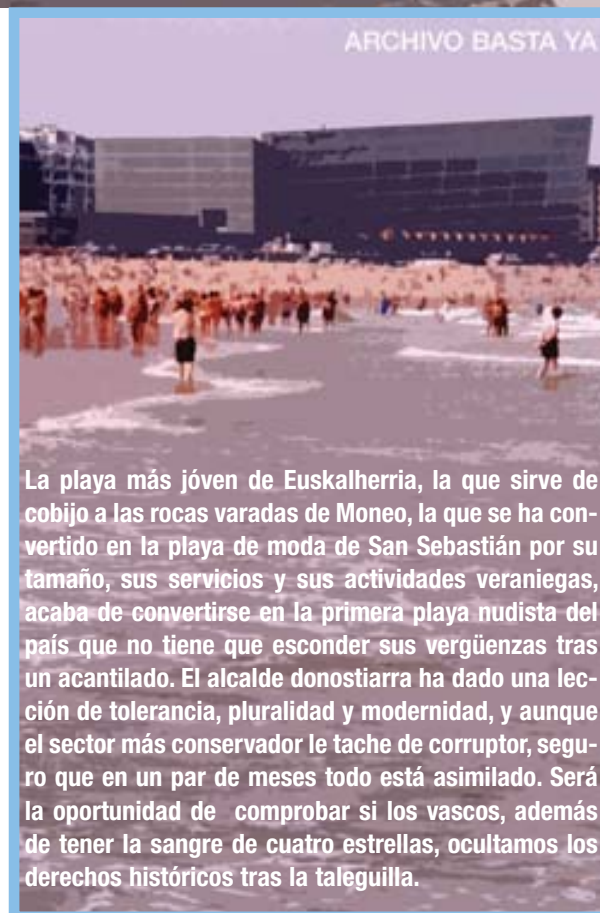 ARCHIVO BASTA YA
La playa más jóven de Euskalherria, la que sirve de
cobijo a las rocas varadas de Moneo, la que se ha con-
vertido en la playa de moda de San Sebastián por su
tamaño, sus servicios y sus actividades veraniegas,
acaba de convertirse en la primera playa nudista del
país que no tiene que esconder sus vergüenzas tras
un acantilado. El alcalde donostiarra ha dado una lec-
ción de tolerancia, pluralidad y modernidad, y aunque
el sector más conservador le tache de corruptor, segu-
ro que en un par de meses todo está asimilado. Será
la oportunidad de comprobar si los vascos, además
de tener la sangre de cuatro estrellas, ocultamos los
derechos históricos tras la taleguilla.